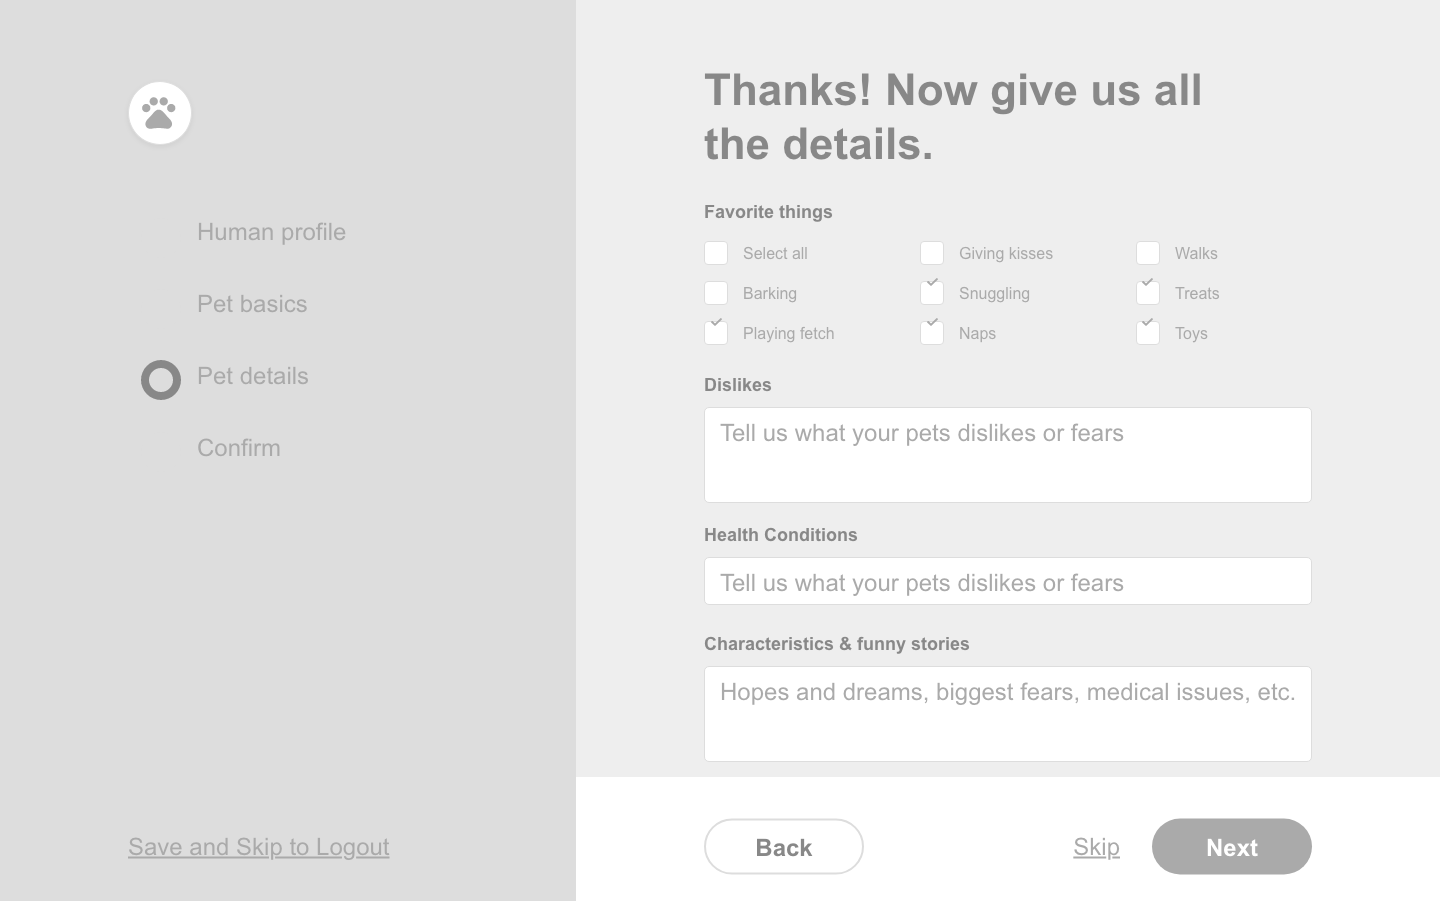 Human profile
Pet basics
Pet details
Confirm
Save and Skip to Logout
Thanks! Now give us all
the details.
Favorite things
Select all
Giving kisses
Walks
Barking
Snuggling
Treats
Playing fetch
Naps
Toys
Dislikes
Tell us what your pets dislikes or fears
Health Conditions
Tell us what your pets dislikes or fears
Characteristics & funny stories
Hopes and dreams, biggest fears, medical issues, etc.
Back
Skip
Next